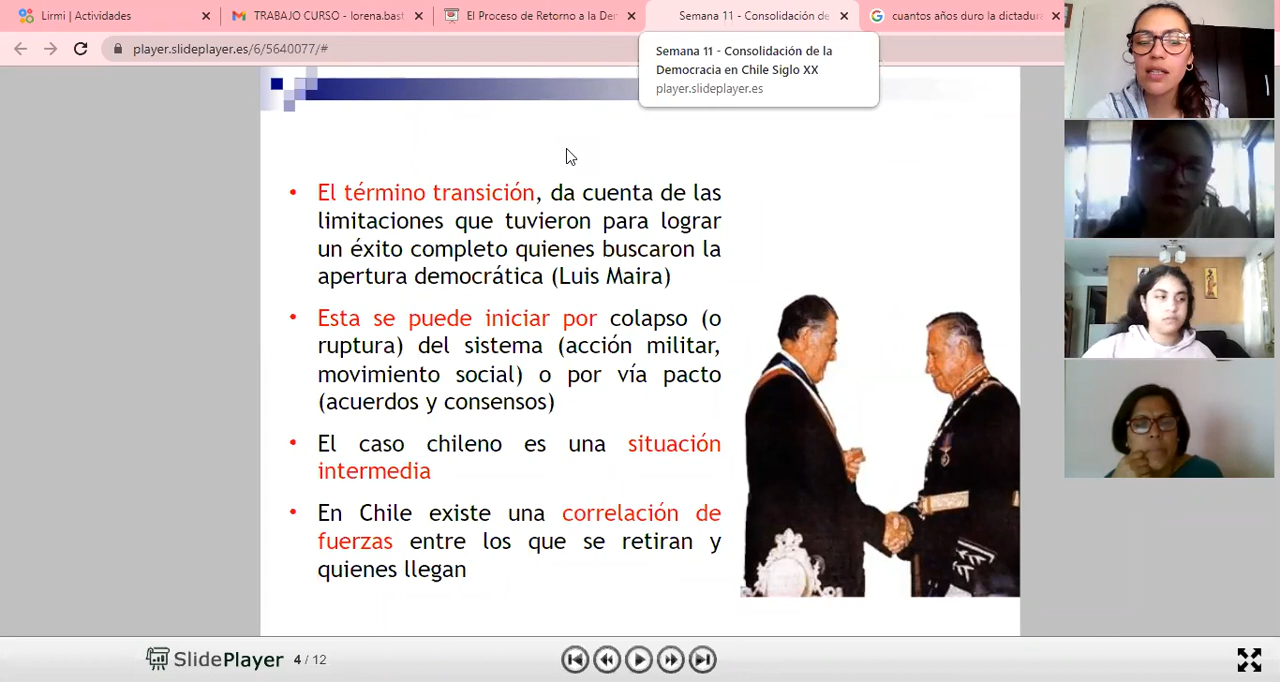 Lirmi | Actividades
TRABAJO CURSO - lorena.bast
El Proceso de Retorno a la Der
Semana 11 - Consolidación de
cuantos años duro la dictadura
player.slideplayer.es/6/5640077/#
Semana 11 - Consolidación de la
Democracia en Chile Siglo XX
player.slideplayer.es
• El término transición, da cuenta de las
limitaciones que tuvieron para lograr
un éxito completo quienes buscaron la
apertura democrática (Luis Maira)
• Esta se puede iniciar por colapso (o
ruptura) del sistema (acción militar,
movimiento social) o por vía pacto
(acuerdos y consensos)
• El caso chileno es una situación
intermedia
• En Chile existe una correlación de
fuerzas entre los que se retiran y
quienes llegan
SlidePlayer
4 / 12